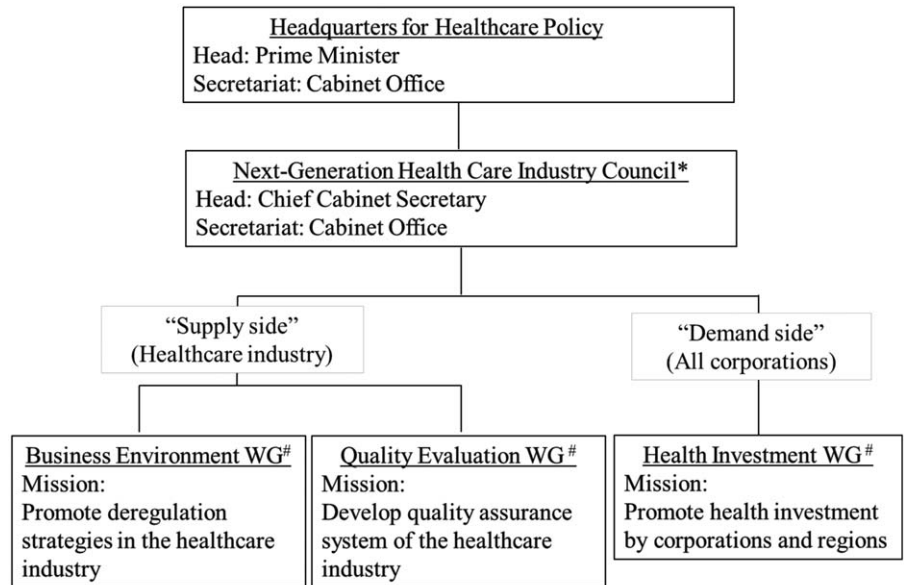 Headquarters for Healthcare Policy
Head: Prime Minister
Secretariat: Cabinet Office
Next-Generation Health Care Industry Council*
Head: Chief Cabinet Secretary
Secretariat: Cabinet Office
“Supply side”
(Healthcare industry)
“Demand side”
(All corporations)
Business Environment WG#
Mission:
Promote deregulation
strategies in the healthcare
industry
Quality Evaluation WG #
Mission:
Develop quality assurance
system of the healthcare
industry
Health Investment WG#
Mission:
Promote health investment
by corporations and regions